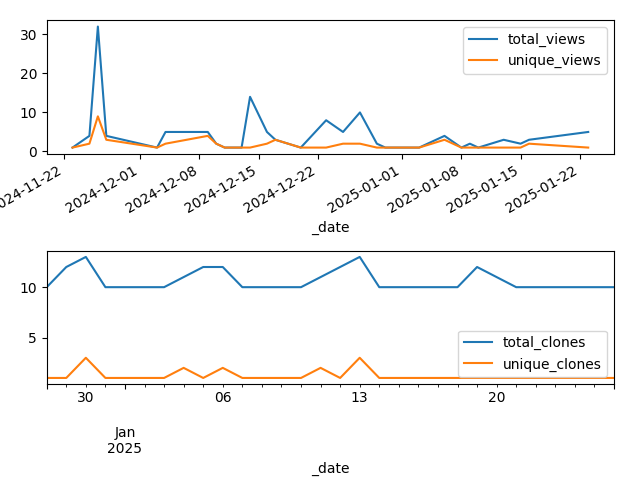 total_views
unique_views
30
20
10
0
024-11-22
2024-12-01
2024-12-08
2024-12-15
2024-12-22
2025-01-01
2025-01-08
2025-01-15
2025-01-22
_date
10
5
total_clones
unique_clones
30
06
13
20
Jan
2025
_date